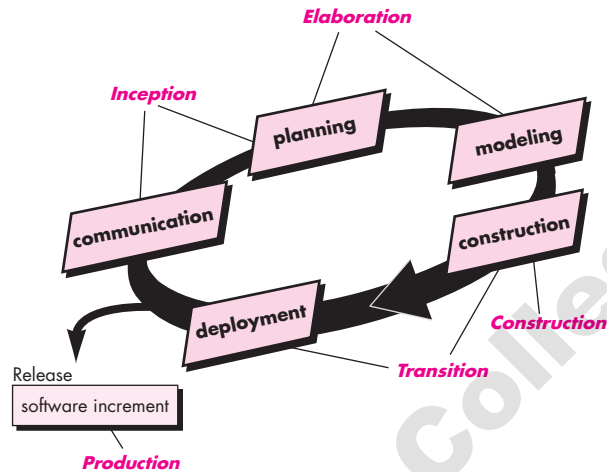 Elaboration
Inception
planning
modeling
communication
construction
deployment
Construction
Release
Transition
software increment
Production